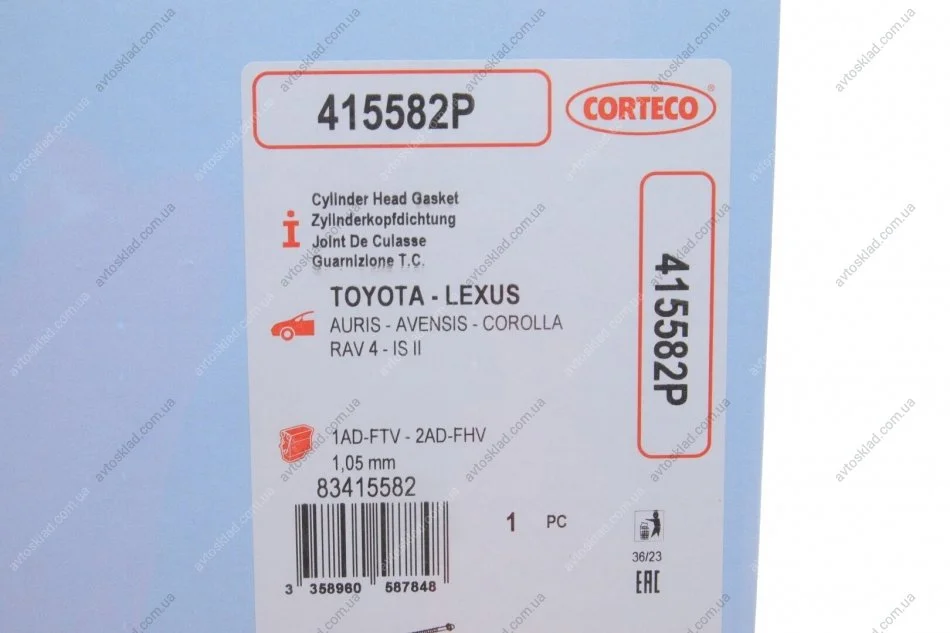 415582P
CORTECO®
Cylinder Head Gasket
Zylinderkopfdichtung
Joint De Culasse
Guarnizione T.C.
TOYOTA - LEXUS
AURIS - AVENSIS - COROLLA
RAV 4 - IS II
415582P
1AD-FTV - 2AD-FHV
1,05 mm
83415582
1 PC
36/23
EAC
3 358960 587848
avtosklad.com.ua